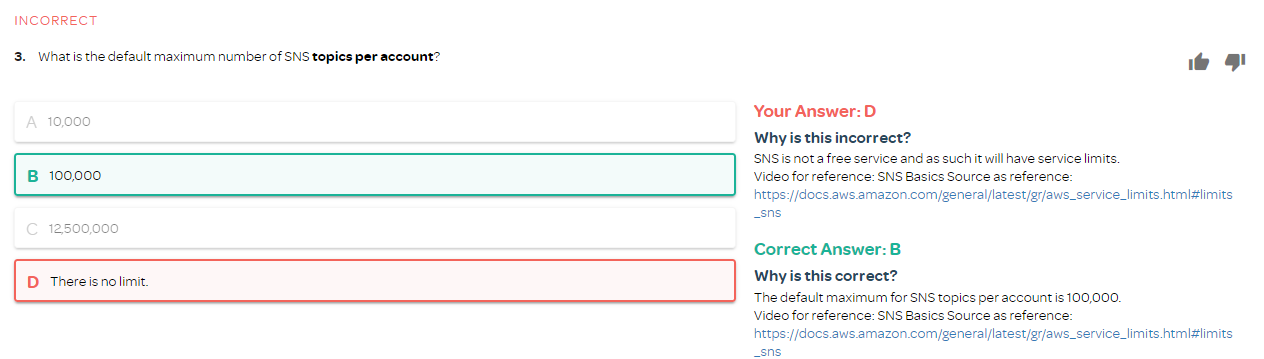 INCORRECT
3. What is the default maximum number of SNS topics per account?
A 10,000
B 100,000
C 12,500,000
D There is no limit.
Your Answer: D
Why is this incorrect?
SNS is not a free service and as such it will have service limits.
Video for reference: SNS Basics Source as reference:
https://docs.aws.amazon.com/general/latest/gr/aws_service_limits.html#limits
_sns
Correct Answer: B
Why is this correct?
The default maximum for SNS topics per account is 100,000.
Video for reference: SNS Basics Source as reference:
https://docs.aws.amazon.com/general/latest/gr/aws_service_limits.html#limits
_sns